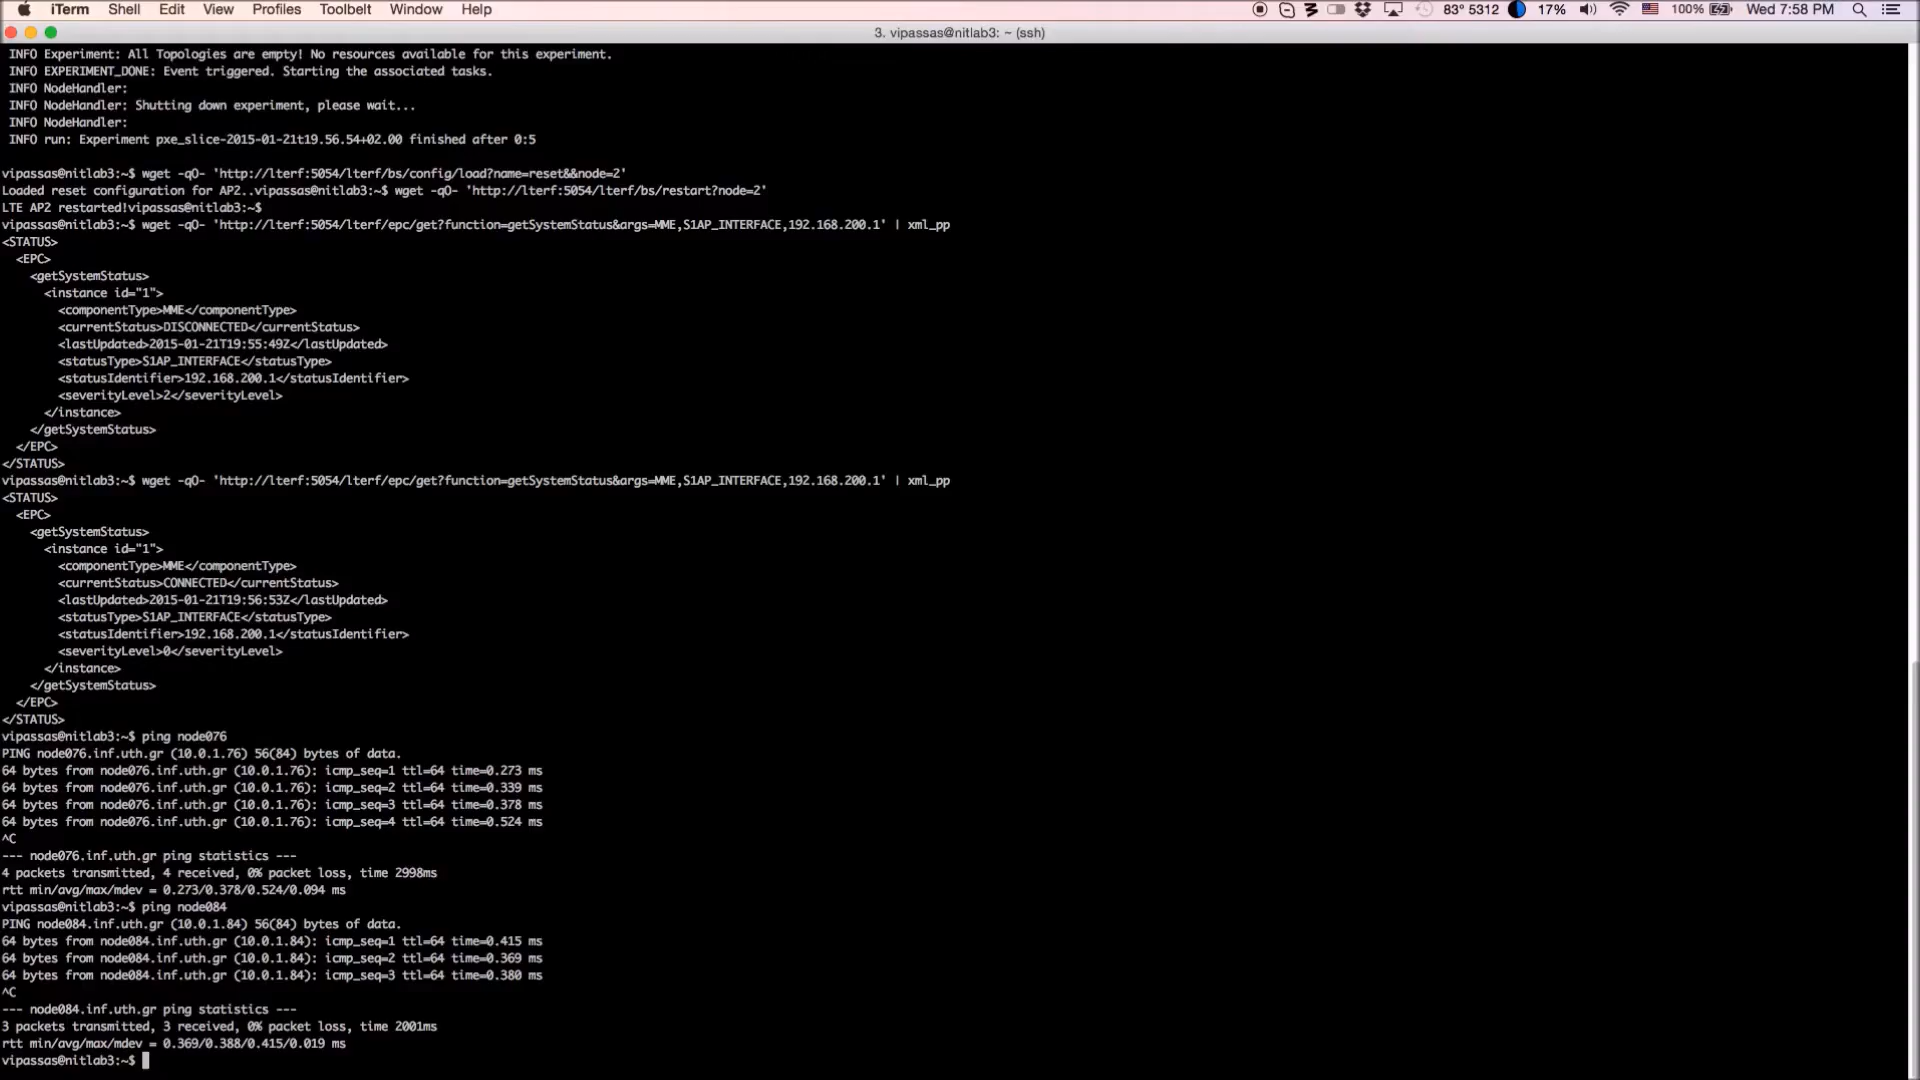 iTerm Shell Edit View Profiles Toolbelt Window Help 83° 5312 17% 100% Wed 7:58 PM
3. vipassas@nitlab3: ~ (ssh)
INFO Experiment: All Topologies are empty! No resources available for this experiment.
INFO EXPERIMENT_DONE: Event triggered. Starting the associated tasks.
INFO NodeHandler:
INFO NodeHandler: Shutting down experiment, please wait...
INFO NodeHandler:
INFO run: Experiment pxe_slice-2015-01-21t19.56.54+02.00 finished after 0:5
vipassas@nitlab3:~$ wget -qO- 'http://lterf:5054/lterf/bs/config/load?name=reset&&node=2'
Loaded reset configuration for AP2..vipassas@nitlab3:~$ wget -qO- 'http://lterf:5054/lterf/bs/restart?node=2'
LTE AP2 restarted!vipassas@nitlab3:~$
vipassas@nitlab3:~$ wget -qO- 'http://lterf:5054/lterf/epc/get?function=getSystemStatus&args=MME,S1AP_INTERFACE,192.168.200.1' | xml_pp
<STATUS>
<EPC>
<getSystemStatus>
<instance id="1">
<componentType>MME</componentType>
<currentStatus>DISCONNECTED</currentStatus>
<lastUpdated>2015-01-21T19:55:49Z</lastUpdated>
<statusType>S1AP_INTERFACE</statusType>
<statusIdentifier>192.168.200.1</statusIdentifier>
<severityLevel>2</severityLevel>
</instance>
</getSystemStatus>
</EPC>
</STATUS>
vipassas@nitlab3:~$ wget -qO- 'http://lterf:5054/lterf/epc/get?function=getSystemStatus&args=MME,S1AP_INTERFACE,192.168.200.1' | xml_pp
<STATUS>
<EPC>
<getSystemStatus>
<instance id="1">
<componentType>MME</componentType>
<currentStatus>CONNECTED</currentStatus>
<lastUpdated>2015-01-21T19:56:53Z</lastUpdated>
<statusType>S1AP_INTERFACE</statusType>
<statusIdentifier>192.168.200.1</statusIdentifier>
<severityLevel>0</severityLevel>
</instance>
</getSystemStatus>
</EPC>
</STATUS>
vipassas@nitlab3:~$ ping node076
PING node076.inf.uth.gr (10.0.1.76) 56(84) bytes of data.
64 bytes from node076.inf.uth.gr (10.0.1.76): icmp_seq=1 ttl=64 time=0.273 ms
64 bytes from node076.inf.uth.gr (10.0.1.76): icmp_seq=2 ttl=64 time=0.339 ms
64 bytes from node076.inf.uth.gr (10.0.1.76): icmp_seq=3 ttl=64 time=0.378 ms
64 bytes from node076.inf.uth.gr (10.0.1.76): icmp_seq=4 ttl=64 time=0.524 ms
^C
--- node076.inf.uth.gr ping statistics ---
4 packets transmitted, 4 received, 0% packet loss, time 2998ms
rtt min/avg/max/mdev = 0.273/0.378/0.524/0.094 ms
vipassas@nitlab3:~$ ping node084
PING node084.inf.uth.gr (10.0.1.84) 56(84) bytes of data.
64 bytes from node084.inf.uth.gr (10.0.1.84): icmp_seq=1 ttl=64 time=0.415 ms
64 bytes from node084.inf.uth.gr (10.0.1.84): icmp_seq=2 ttl=64 time=0.369 ms
64 bytes from node084.inf.uth.gr (10.0.1.84): icmp_seq=3 ttl=64 time=0.380 ms
^C
--- node084.inf.uth.gr ping statistics ---
3 packets transmitted, 3 received, 0% packet loss, time 2001ms
rtt min/avg/max/mdev = 0.369/0.388/0.415/0.019 ms
vipassas@nitlab3:~$